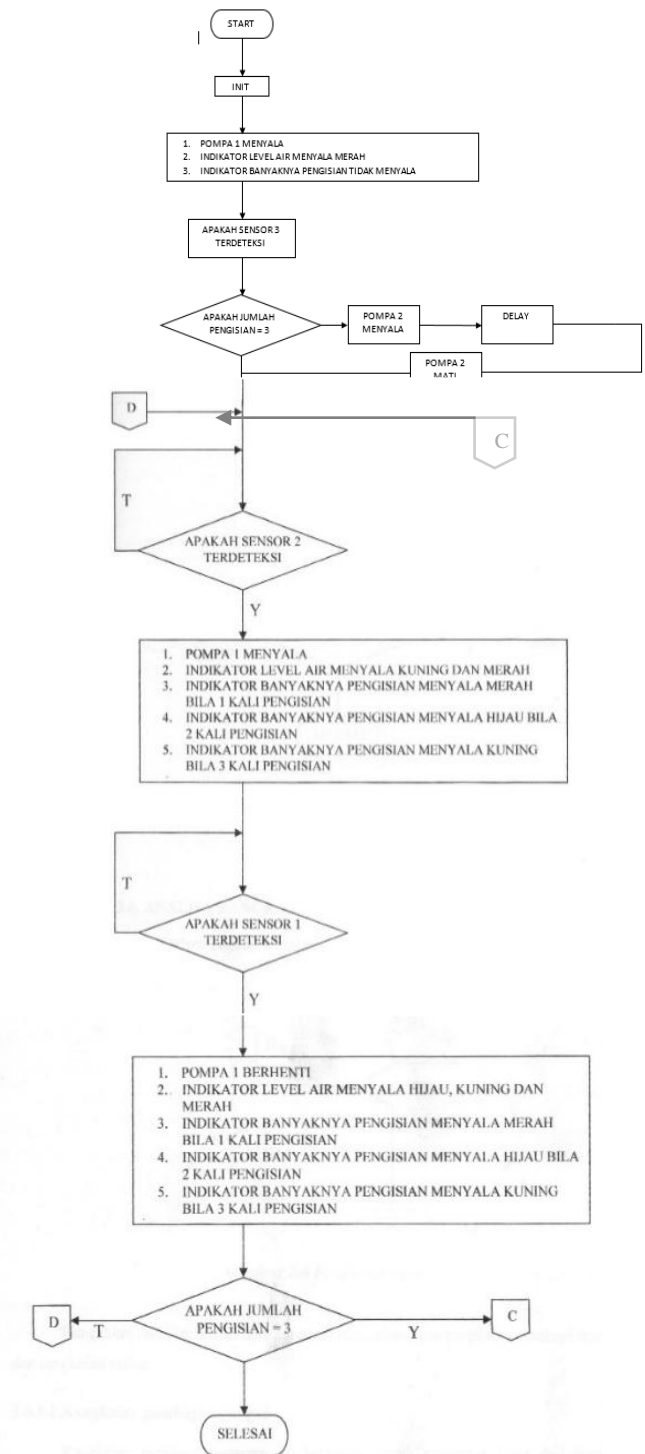 START
INIT
1. POMPA 1 MENYALA
2. INDIKATOR LEVEL AIR MENYALA MERAH
3. INDIKATOR BANYAKNYA PENGISIAN TIDAK MENYALA
APAKAH SENSOR 3
TERDETEKSI
APAKAH JUMLAH
PENGISIAN = 3
POMPA 2
MENYALA
DELAY
POMPA 2
MATI
D
C
T
APAKAH SENSOR 2
TERDETEKSI
Y
1. POMPA 1 MENYALA
2. INDIKATOR LEVEL AIR MENYALA KUNING DAN MERAH
3. INDIKATOR BANYAKNYA PENGISIAN MENYALA MERAH
BILA 1 KALI PENGISIAN
4. INDIKATOR BANYAKNYA PENGISIAN MENYALA HIJAU BILA
2 KALI PENGISIAN
5. INDIKATOR BANYAKNYA PENGISIAN MENYALA KUNING
BILA 3 KALI PENGISIAN
T
APAKAH SENSOR 1
TERDETEKSI
Y
1. POMPA 1 BERHENTI
2. INDIKATOR LEVEL AIR MENYALA HIJAU, KUNING DAN
MERAH
3. INDIKATOR BANYAKNYA PENGISIAN MENYALA MERAH
BILA 1 KALI PENGISIAN
4. INDIKATOR BANYAKNYA PENGISIAN MENYALA HIJAU BILA
2 KALI PENGISIAN
5. INDIKATOR BANYAKNYA PENGISIAN MENYALA KUNING
BILA 3 KALI PENGISIAN
D
T
APAKAH JUMLAH
PENGISIAN = 3
Y
C
SELESAI